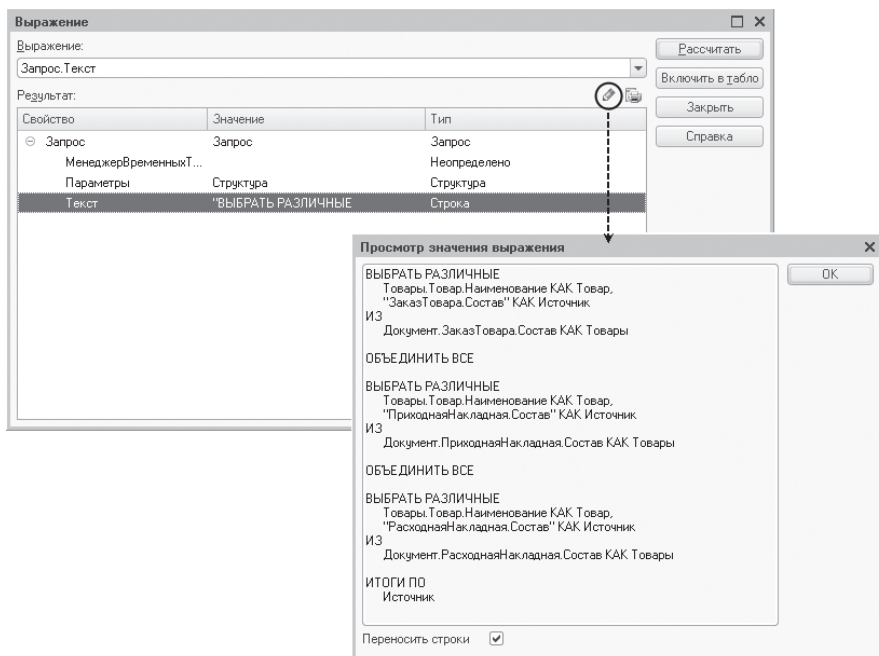 Выражение
Выражение:
Запрос.Текст
Рассчитать
Включить в табло
Закрыть
Справка
Результат:
Свойство Значение Тип
Запрос Запрос Запрос
МенеджерВременныхТ... Неопределено
Параметры Структура Структура
Текст "ВЫБРАТЬ РАЗЛИЧНЫЕ Строка
Просмотр значения выражения
OK
ВЫБРАТЬ РАЗЛИЧНЫЕ
Товары.Товар.Наименование КАК Товар,
"ЗаказТовара.Состав" КАК Источник
ИЗ
Документ.ЗаказТовара.Состав КАК Товары
ОБЪЕДИНИТЬ ВСЕ
ВЫБРАТЬ РАЗЛИЧНЫЕ
Товары.Товар.Наименование КАК Товар,
"ПриходнаяНакладная.Состав" КАК Источник
ИЗ
Документ.ПриходнаяНакладная.Состав КАК Товары
ОБЪЕДИНИТЬ ВСЕ
ВЫБРАТЬ РАЗЛИЧНЫЕ
Товары.Товар.Наименование КАК Товар,
"РасходнаяНакладная.Состав" КАК Источник
ИЗ
Документ.РасходнаяНакладная.Состав КАК Товары
ИТОГИ ПО
Источник
Переносить строки